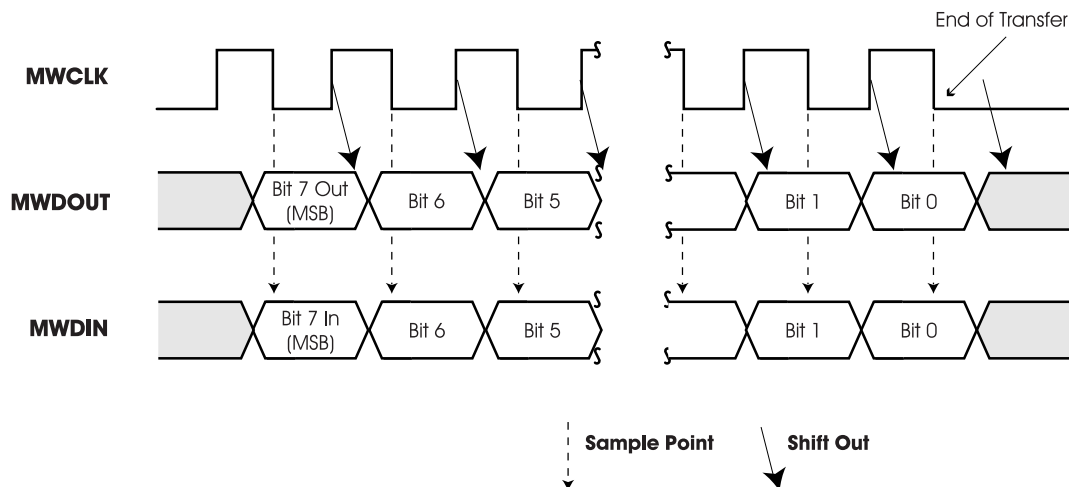 End of Transfer
MWCLK
MWDOUT
Bit 7 Out
(MSB)
Bit 6
Bit 5
Bit 1
Bit 0
MWDIN
Bit 7 In
(MSB)
Bit 6
Bit 5
Bit 1
Bit 0
Sample Point
Shift Out